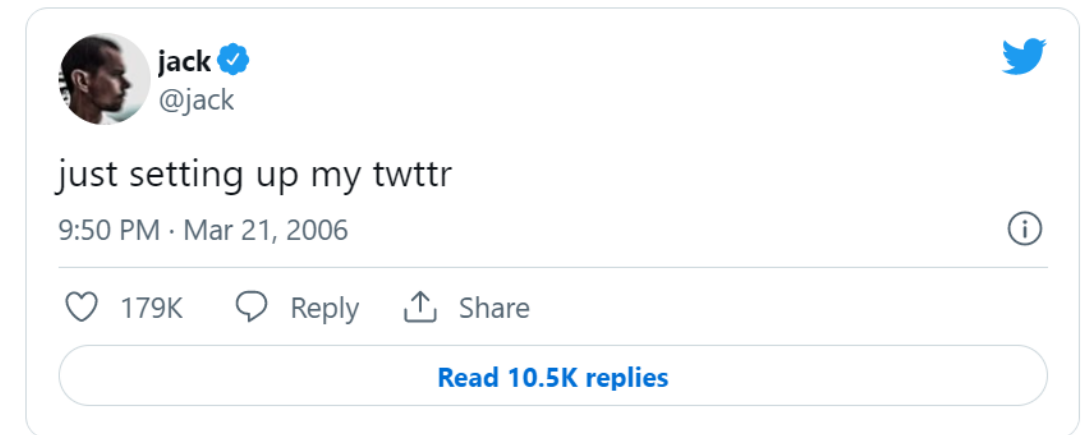 jack
@jack
just setting up my twttr
9:50 PM · Mar 21, 2006
179K Reply Share
Read 10.5K replies